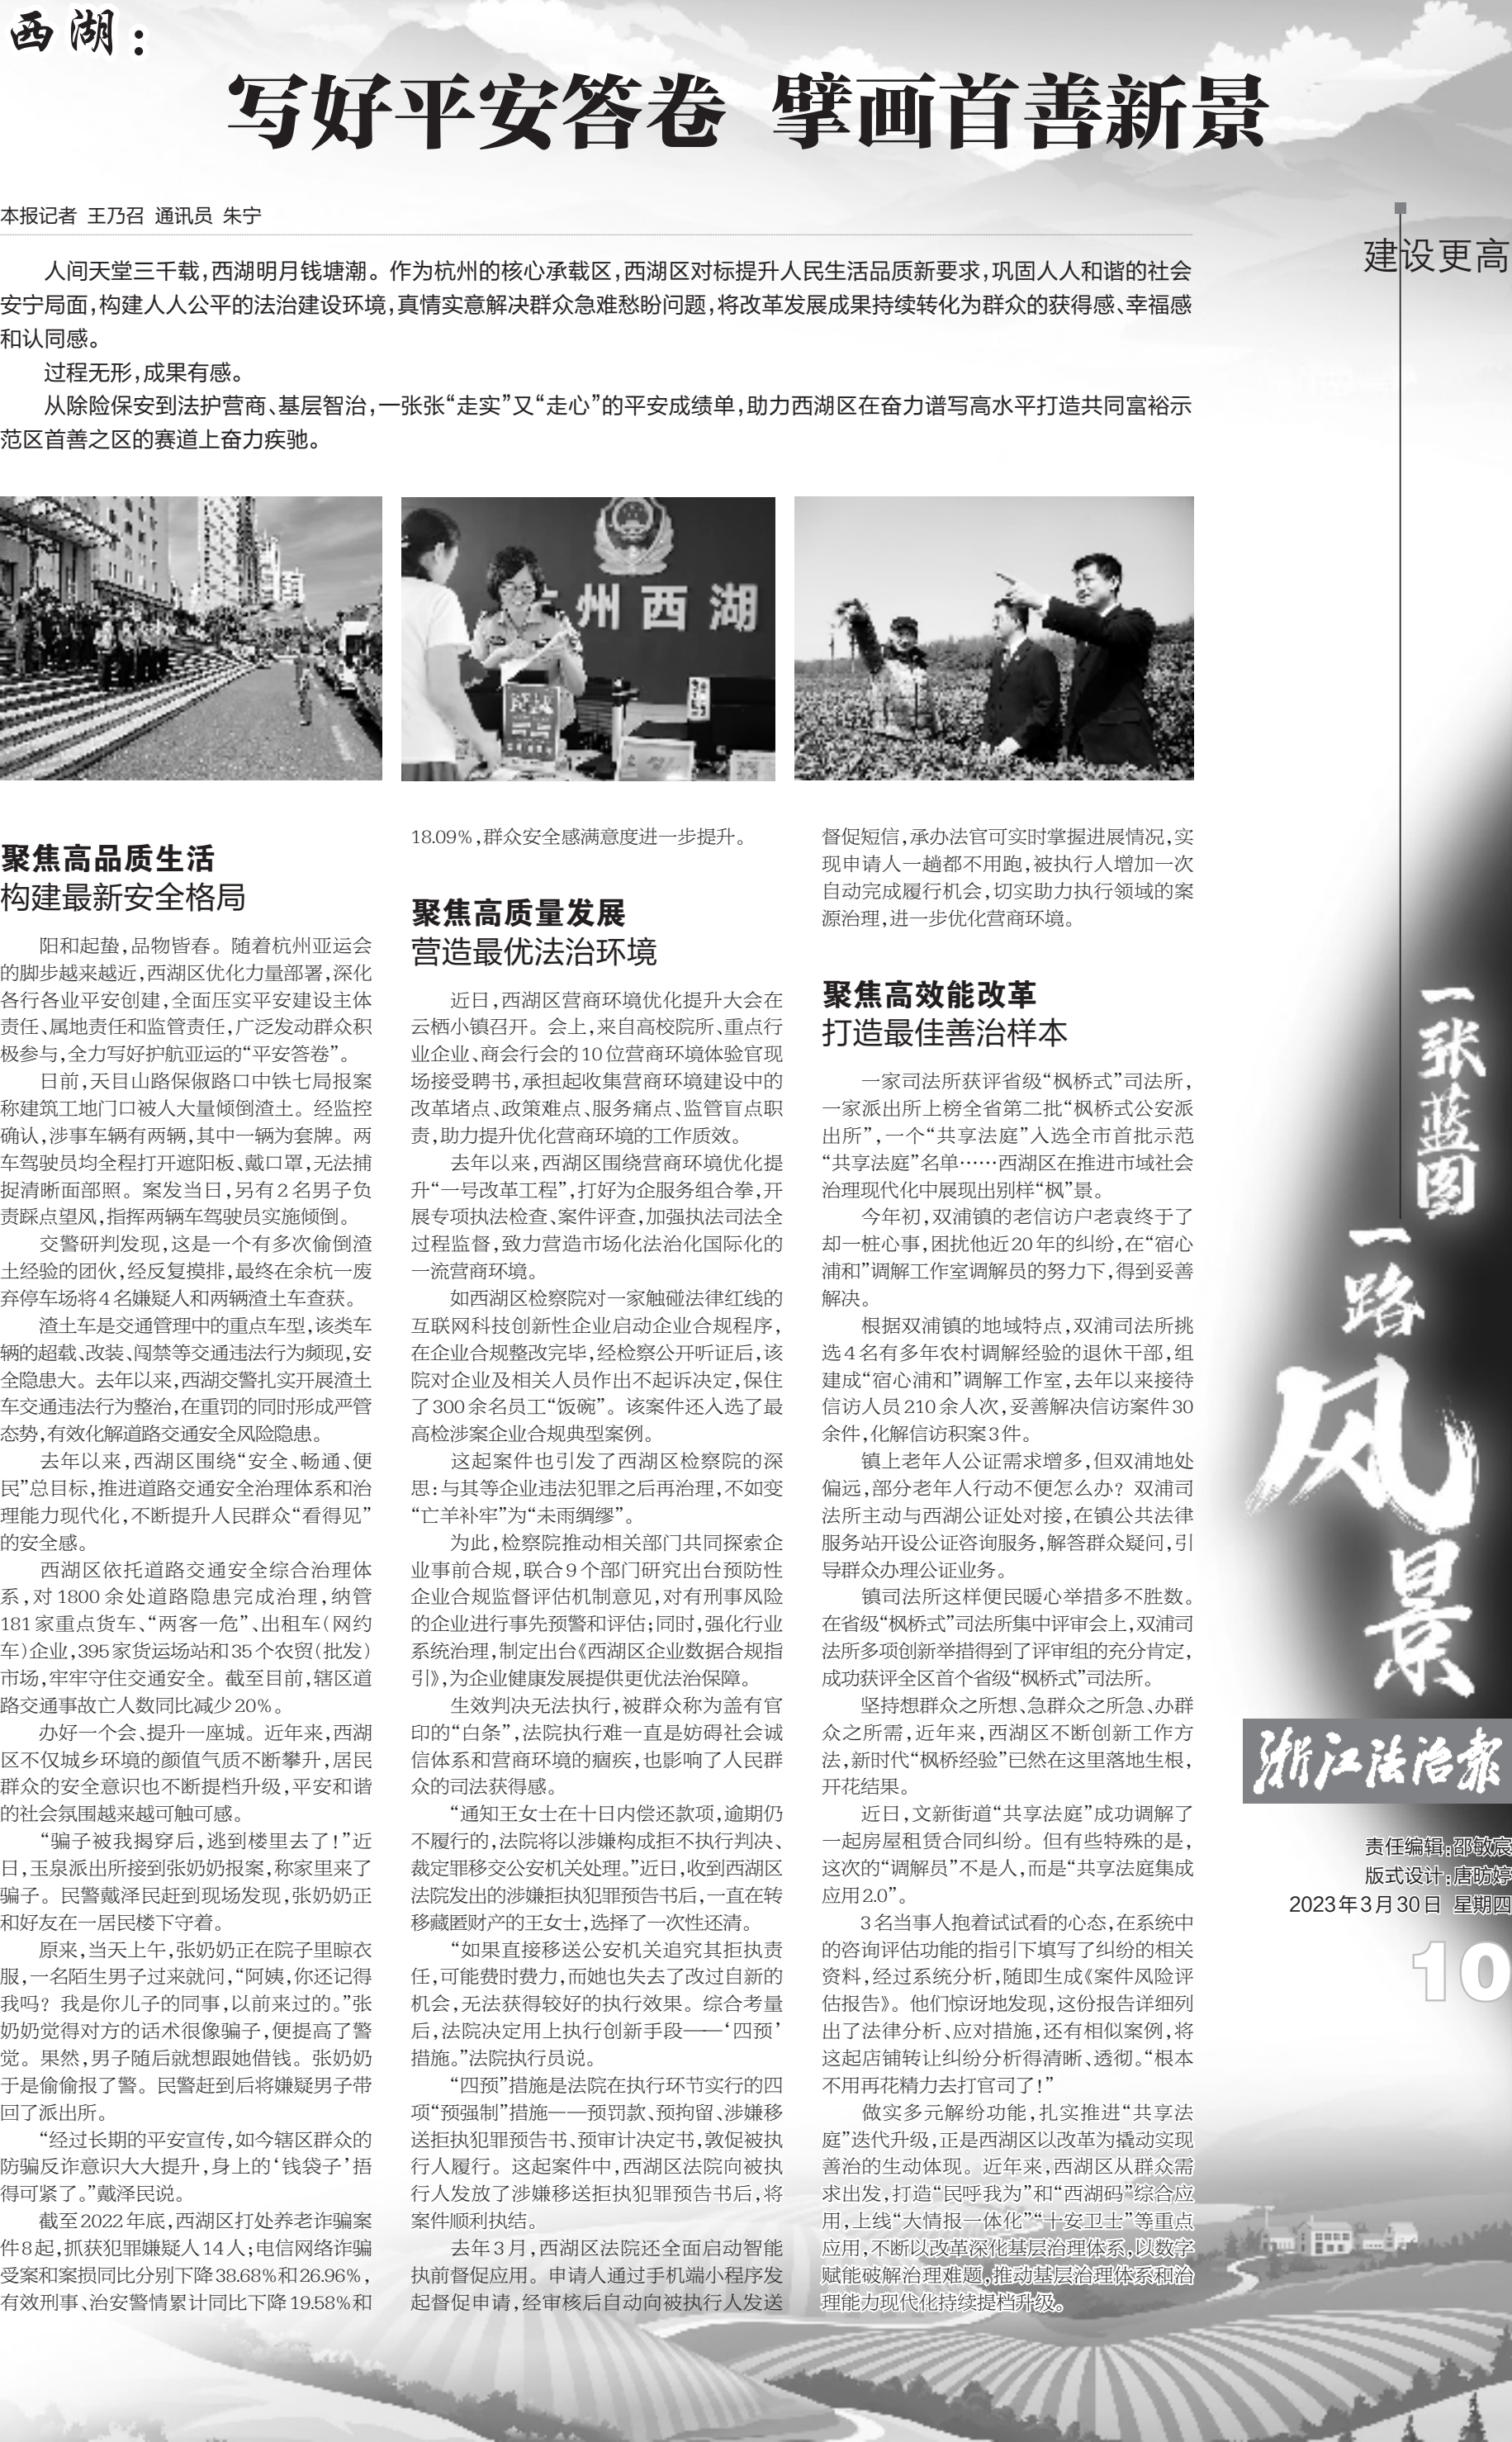 西湖：
写好平安答卷 擘画首善新景
本报记者 王乃召 通讯员 朱宁
人间天堂三千载，西湖明月钱塘潮。作为杭州的核心承载区，西湖区对标提升人民生活品质新要求，巩固人人和谐的社会
安宁局面，构建人人公平的法治建设环境，真情实意解决群众急难愁盼问题，将改革发展成果持续转化为群众的获得感、幸福感
和认同感。
过程无形，成果有感。
从除险保安到法护营商、基层智治，一张张“走实”又“走心”的平安成绩单，助力西湖区在奋力谱写高水平打造共同富裕示
范区首善之区的赛道上奋力疾驰。
州西湖
聚焦高品质生活
构建最新安全格局
阳和起蛰，品物皆春。随着杭州亚运会
的脚步越来越近，西湖区优化力量部署，深化
各行各业平安创建，全面压实平安建设主体
责任、属地责任和监管责任，广泛发动群众积
极参与，全力写好护航亚运的“平安答卷”。
日前，天目山路保俶路口中铁七局报案
称建筑工地门口被人大量倾倒渣土。经监控
确认，涉事车辆有两辆，其中一辆为套牌。两
车驾驶员均全程打开遮阳板、戴口罩，无法捕
捉清晰面部照。案发当日，另有2名男子负
责踩点望风，指挥两辆车驾驶员实施倾倒。
交警研判发现，这是一个有多次偷倒渣
土经验的团伙，经反复摸排，最终在余杭一废
弃停车场将4名嫌疑人和两辆渣土车查获。
渣土车是交通管理中的重点车型，该类车
辆的超载、改装、闯禁等交通违法行为频现，安
全隐患大。去年以来，西湖交警扎实开展渣土
车交通违法行为整治，在重罚的同时形成严管
态势，有效化解道路交通安全风险隐患。
去年以来，西湖区围绕“安全、畅通、便
民”总目标，推进道路交通安全治理体系和治
理能力现代化，不断提升人民群众“看得见”
的安全感。
西湖区依托道路交通安全综合治理体
系，对1800余处道路隐患完成治理，纳管
181家重点货车、“两客一危”、出租车（网约
车）企业，395家货运场站和35个农贸（批发）
市场，牢牢守住交通安全。截至目前，辖区道
路交通事故亡人数同比减少20%。
办好一个会、提升一座城。近年来，西湖
区不仅城乡环境的颜值气质不断攀升，居民
群众的安全意识也不断提档升级，平安和谐
的社会氛围越来越可触可感。
“骗子被我揭穿后，逃到楼里去了！”近
日，玉泉派出所接到张奶奶报案，称家里来了
骗子。民警戴泽民赶到现场发现，张奶奶正
和好友在一居民楼下守着。
原来，当天上午，张奶奶正在院子里晾衣
服，一名陌生男子过来就问，“阿姨，你还记得
我吗？我是你儿子的同事，以前来过的。”张
奶奶觉得对方的话术很像骗子，便提高了警
觉。果然，男子随后就想跟她借钱。张奶奶
于是偷偷报了警。民警赶到后将嫌疑男子带
回了派出所。
“经过长期的平安宣传，如今辖区群众的
防骗反诈意识大大提升，身上的‘钱袋子’捂
得可紧了。”戴泽民说。
截至2022年底，西湖区打处养老诈骗案
件8起，抓获犯罪嫌疑人14人；电信网络诈骗
受案和案损同比分别下降38.68%和26.96%，
有效刑事、治安警情累计同比下降19.58%和
18.09%，群众安全感满意度进一步提升。
聚焦高质量发展
营造最优法治环境
近日，西湖区营商环境优化提升大会在
云栖小镇召开。会上，来自高校院所、重点行
业企业、商会行会的10位营商环境体验官现
场接受聘书，承担起收集营商环境建设中的
改革堵点、政策难点、服务痛点、监管盲点职
责，助力提升优化营商环境的工作质效。
去年以来，西湖区围绕营商环境优化提
升“一号改革工程”，打好为企服务组合拳，开
展专项执法检查、案件评查，加强执法司法全
过程监督，致力营造市场化法治化国际化的
一流营商环境。
如西湖区检察院对一家触碰法律红线的
互联网科技创新性企业启动企业合规程序，
在企业合规整改完毕，经检察公开听证后，该
院对企业及相关人员作出不起诉决定，保住
了300余名员工“饭碗”。该案件还入选了最
高检涉案企业合规典型案例。
这起案件也引发了西湖区检察院的深
思：与其等企业违法犯罪之后再治理，不如变
“亡羊补牢”为“未雨绸缪”。
为此，检察院推动相关部门共同探索企
业事前合规，联合9个部门研究出台预防性
企业合规监督评估机制意见，对有刑事风险
的企业进行事先预警和评估；同时，强化行业
系统治理，制定出台《西湖区企业数据合规指
引》，为企业健康发展提供更优法治保障。
生效判决无法执行，被群众称为盖有官
印的“白条”，法院执行难一直是妨碍社会诚
信体系和营商环境的痼疾，也影响了人民群
众的司法获得感。
“通知王女士在十日内偿还款项，逾期仍
不履行的，法院将以涉嫌构成拒不执行判决、
裁定罪移交公安机关处理。”近日，收到西湖区
法院发出的涉嫌拒执犯罪预告书后，一直在转
移藏匿财产的王女士，选择了一次性还清。
“如果直接移送公安机关追究其拒执责
任，可能费时费力，而她也失去了改过自新的
机会，无法获得较好的执行效果。综合考量
后，法院决定用上执行创新手段——‘四预’
措施。”法院执行员说。
“四预”措施是法院在执行环节实行的四
项“预强制”措施——预罚款、预拘留、涉嫌移
送拒执犯罪预告书、预审计决定书，敦促被执
行人履行。这起案件中，西湖区法院向被执
行人发放了涉嫌移送拒执犯罪预告书后，将
案件顺利执结。
去年3月，西湖区法院还全面启动智能
执前督促应用。申请人通过手机端小程序发
起督促申请，经审核后自动向被执行人发送
督促短信，承办法官可实时掌握进展情况，实
现申请人一趟都不用跑，被执行人增加一次
自动完成履行机会，切实助力执行领域的案
源治理，进一步优化营商环境。
聚焦高效能改革
打造最佳善治样本
一家司法所获评省级“枫桥式”司法所，
一家派出所上榜全省第二批“枫桥式公安派
出所”，一个“共享法庭”入选全市首批示范
“共享法庭”名单……西湖区在推进市域社会
治理现代化中展现出别样“枫”景。
今年初，双浦镇的老信访户老袁终于了
却一桩心事，困扰他近20年的纠纷，在“宿心
浦和”调解工作室调解员的努力下，得到妥善
解决。
根据双浦镇的地域特点，双浦司法所挑
选4名有多年农村调解经验的退休干部，组
建成“宿心浦和”调解工作室，去年以来接待
信访人员210余人次，妥善解决信访案件30
余件，化解信访积案3件。
镇上老年人公证需求增多，但双浦地处
偏远，部分老年人行动不便怎么办？双浦司
法所主动与西湖公证处对接，在镇公共法律
服务站开设公证咨询服务，解答群众疑问，引
导群众办理公证业务。
镇司法所这样便民暖心举措多不胜数。
在省级“枫桥式”司法所集中评审会上，双浦司
法所多项创新举措得到了评审组的充分肯定，
成功获评全区首个省级“枫桥式”司法所。
坚持想群众之所想、急群众之所急、办群
众之所需，近年来，西湖区不断创新工作方
法，新时代“枫桥经验”已然在这里落地生根，
开花结果。
近日，文新街道“共享法庭”成功调解了
一起房屋租赁合同纠纷。但有些特殊的是，
这次的“调解员”不是人，而是“共享法庭集成
应用2.0”。
3名当事人抱着试试看的心态，在系统中
的咨询评估功能的指引下填写了纠纷的相关
资料，经过系统分析，随即生成《案件风险评
估报告》。他们惊讶地发现，这份报告详细列
出了法律分析、应对措施，还有相似案例，将
这起店铺转让纠纷分析得清晰、透彻。“根本
不用再花精力去打官司了！”
做实多元解纷功能，扎实推进“共享法
庭”迭代升级，正是西湖区以改革为撬动实现
善治的生动体现。近年来，西湖区从群众需
求出发，打造“民呼我为”和“西湖码”综合应
用，上线“大情报一体化”“十安卫士”等重点
应用，不断以改革深化基层治理体系，以数字
赋能破解治理难题，推动基层治理体系和治
理能力现代化持续提档升级。
建设更高
一张蓝图
一路
风景
浙江法治报
责任编辑：邵敏宸
版式设计：唐昉婷
2023年3月30日 星期四
10